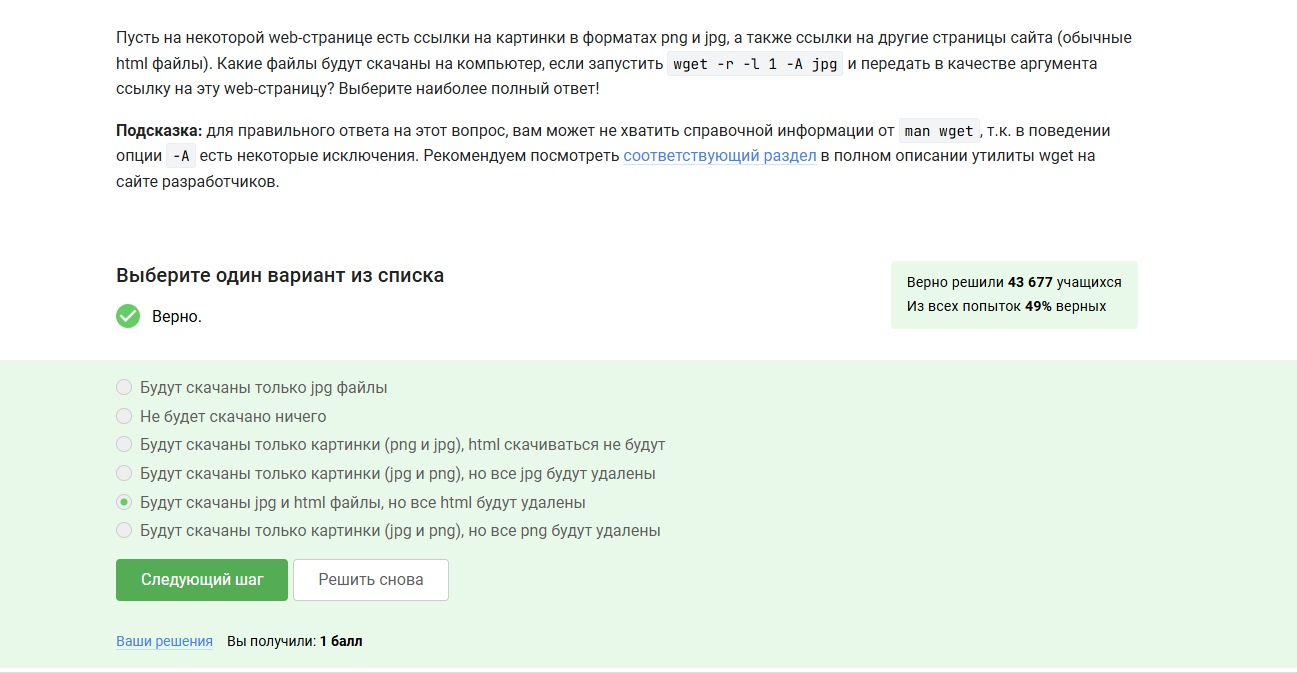 Пусть на некоторой web-странице есть ссылки на картинки в форматах png и jpg, а также ссылки на другие страницы сайта (обычные
html файлы). Какие файлы будут скачаны на компьютер, если запустить wget -r -l 1 -A jpg и передать в качестве аргумента
ссылку на эту web-страницу? Выберите наиболее полный ответ!
Подсказка: для правильного ответа на этот вопрос, вам может не хватить справочной информации от man wget, т.к. в поведении
опции -A есть некоторые исключения. Рекомендуем посмотреть соответствующий раздел в полном описании утилиты wget на
сайте разработчиков.
Выберите один вариант из списка
Верно.
Верно решили 43 677 учащихся
Из всех попыток 49% верных
Будут скачаны только jpg файлы
Не будет скачано ничего
Будут скачаны только картинки (png и jpg), html скачиваться не будут
Будут скачаны только картинки (jpg и png), но все jpg будут удалены
Будут скачаны jpg и html файлы, но все html будут удалены
Будут скачаны только картинки (jpg и png), но все png будут удалены
Следующий шаг
Решить снова
Ваши решения Вы получили: 1 балл